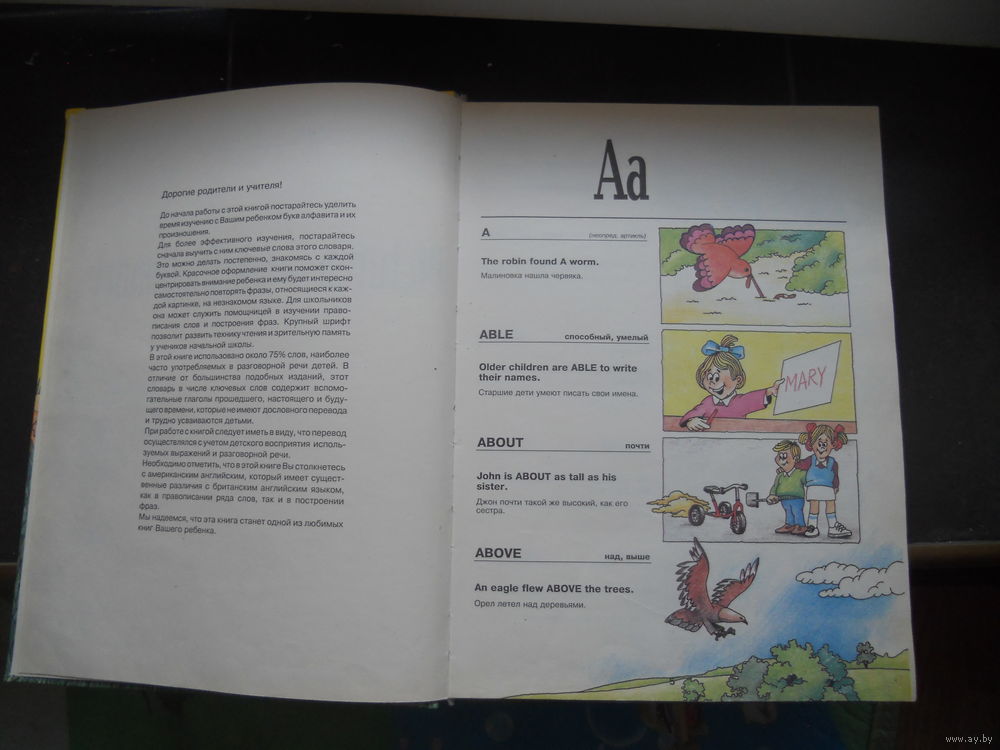 Дорогие родители и учителя!
До начала работы с этой книгой постарайтесь уделить
время изучению с Вашим ребенком букв алфавита и их
произношения.
Для более эффективного изучения, постарайтесь
сначала выучить с ним ключевые слова этого словаря.
Это можно делать постепенно, знакомясь с каждой
буквой. Красочное оформление книги поможет скон-
центрировать внимание ребенка и ему будет интересно
самостоятельно повторять фразы, относящиеся к каж-
дой картинке, на незнакомом языке. Для школьников
она может служить помощницей в изучении право-
писания слов и построения фраз. Крупный шрифт
позволит развить технику чтения и зрительную память
у учеников начальной школы.
В этой книге использовано около 75% слов, наиболее
часто употребляемых в разговорной речи детей. В
отличие от большинства подобных изданий, этот
словарь в числе ключевых слов содержит вспомо-
гательные глаголы прошедшего, настоящего и буду-
щего времени, которые не имеют дословного перевода
и трудно усваиваются детьми.
При работе с книгой следует иметь в виду, что перевод
осуществлялся с учетом детского восприятия исполь-
зуемых выражений и разговорной речи.
Необходимо отметить, что в этой книге Вы столкнетесь
с американским английским, который имеет сущест-
венные различия с британским английским языком,
как в правописании ряда слов, так и в построении
фраз.
Мы надеемся, что эта книга станет одной из любимых
книг Вашего ребенка.
Aa
A (неопред. артикль)
The robin found A worm.
Малиновка нашла червяка.
ABLE способный, умелый
Older children are ABLE to write
their names.
Старшие дети умеют писать свои имена.
MARY
ABOUT почти
John is ABOUT as tall as his
sister.
Джон почти такой же высокий, как его
сестра.
ABOVE над, выше
An eagle flew ABOVE the trees.
Орел летел над деревьями.
www.ay.by